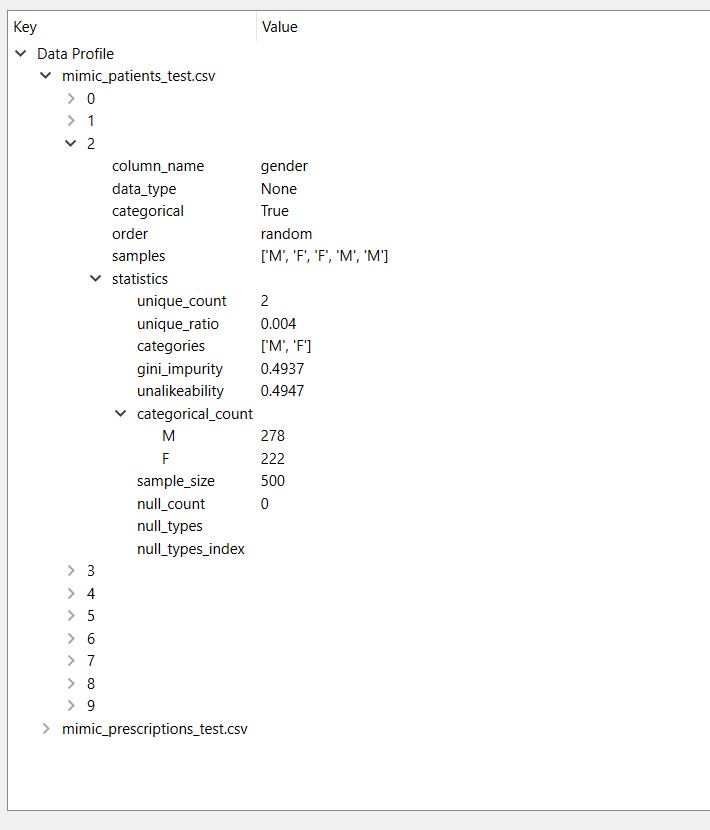 Key Value
Data Profile
mimic_patients_test.csv
0
1
2
column_name gender
data_type None
categorical True
order random
samples ['M', 'F', 'F', 'M', 'M']
statistics
unique_count 2
unique_ratio 0.004
categories ['M', 'F']
gini_impurity 0.4937
unalikeability 0.4947
categorical_count
M 278
F 222
sample_size 500
null_count 0
null_types
null_types_index
3
4
5
6
7
8
9
mimic_prescriptions_test.csv